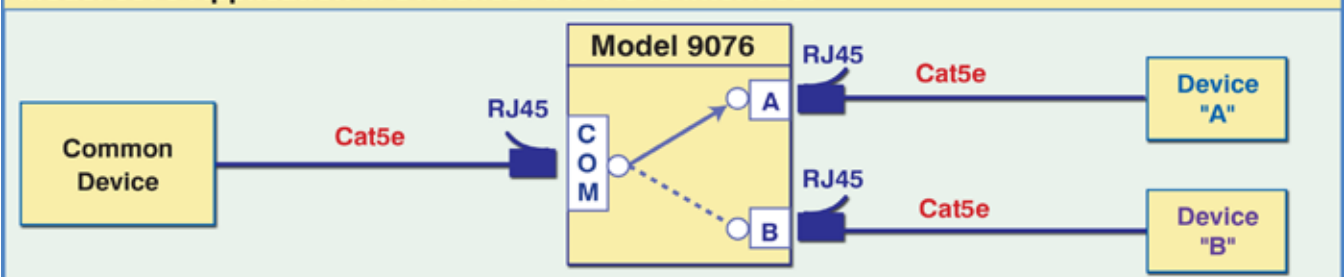 Model 9076
Common
Device
Cat5e
RJ45
C
O
M
A
B
RJ45
Cat5e
Device
"A"
RJ45
Cat5e
Device
"B"